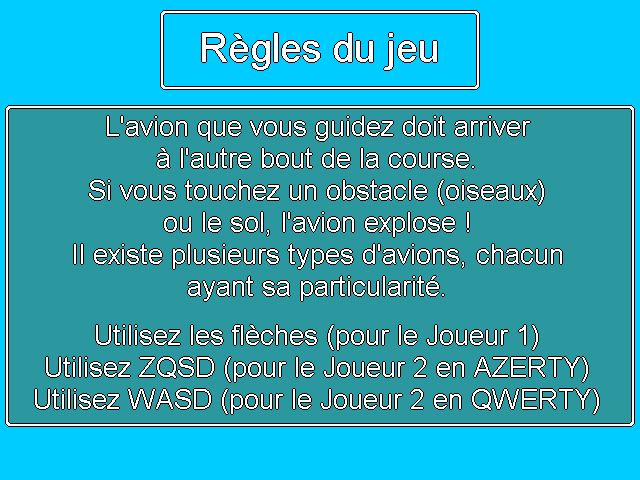 Règles du jeu
L'avion que vous guidez doit arriver
à l'autre bout de la course.
Si vous touchez un obstacle (oiseaux)
ou le sol, l'avion explose !
Il existe plusieurs types d'avions, chacun
ayant sa particularité.
Utilisez les flèches (pour le Joueur 1)
Utilisez ZQSD (pour le Joueur 2 en AZERTY)
Utilisez WASD (pour le Joueur 2 en QWERTY)